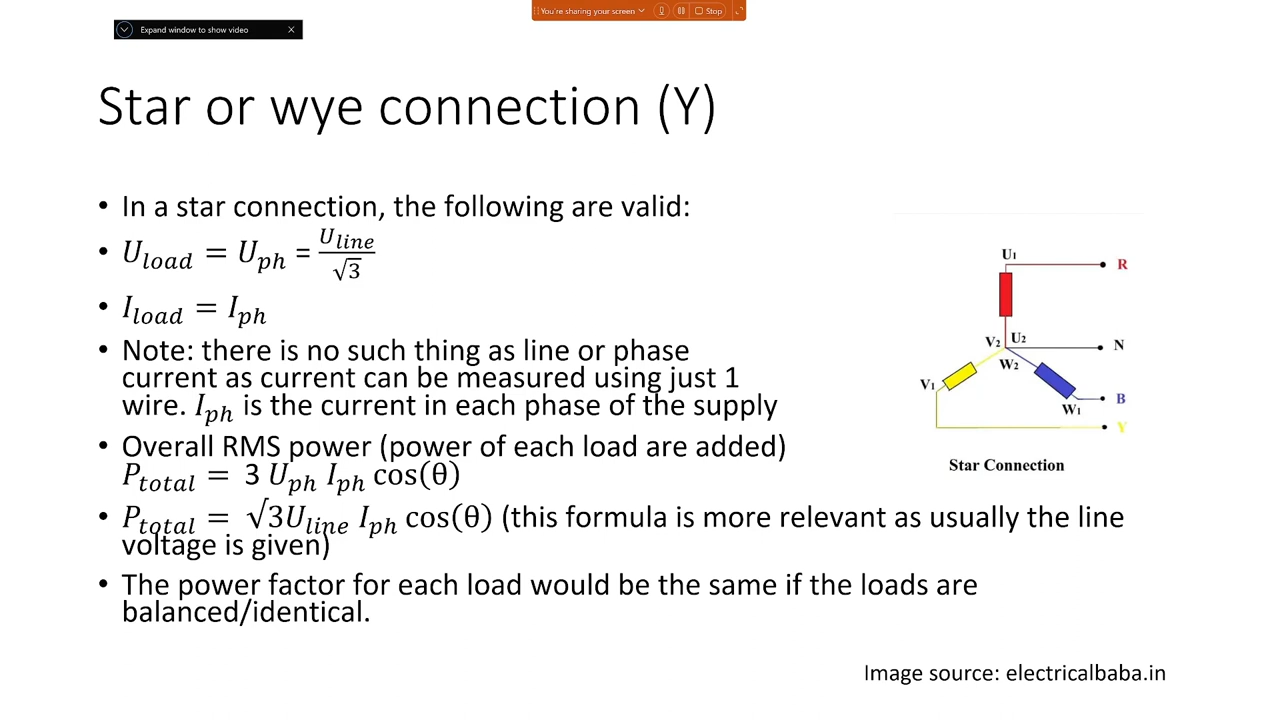 You're sharing your screen
Stop
Expand window to show video
Star or wye connection (Y)
• In a star connection, the following are valid:
• U_load = U_ph = U_line/√3
• I_load = I_ph
• Note: there is no such thing as line or phase
current as current can be measured using just 1
wire. I_ph is the current in each phase of the supply
• Overall RMS power (power of each load are added)
P_total = 3 U_ph I_ph cos(θ)
• P_total = √3U_line I_ph cos(θ) (this formula is more relevant as usually the line
voltage is given)
• The power factor for each load would be the same if the loads are
balanced/identical.
U1
R
V2
U2
N
W2
V1
W1
B
Y
Star Connection
Image source: electricalbaba.in